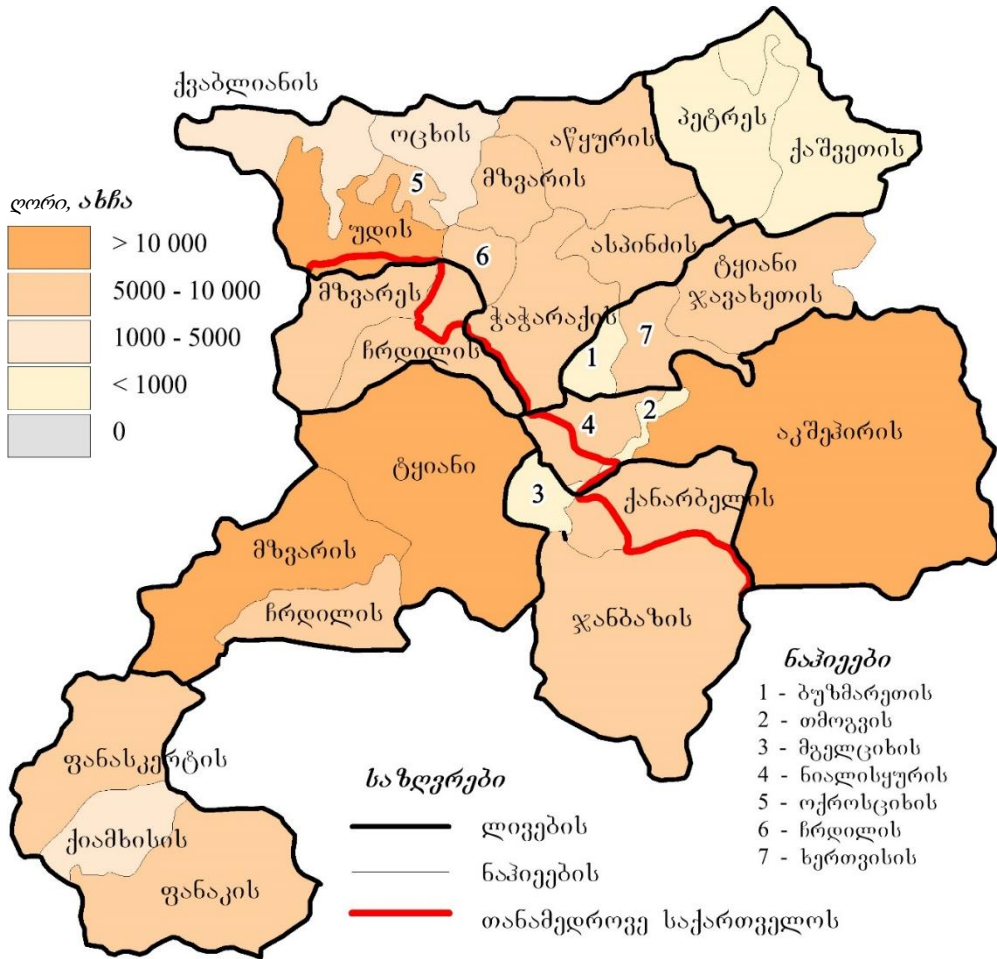 ქვაბლიანის
ოცხის
აწყურის
პეტრეს
ქაშვეთის
მზვარის
5
ღორი, ახჩა
> 10 000
5000 - 10 000
1000 - 5000
< 1000
0
უდის
6
ასპინძის
ტყიანი
ჯავახეთის
მზვარეს
ჭაჭარაქის
7
ჩრდილის
1
2
4
აკშეჰირის
ტყიანი
3
ქანარბელის
მზვარის
ჩრდილის
ჯანბაზის
ნაჰიეები
1 - ბუზმარეთის
2 - თმოგვის
3 - მგელციხის
4 - ნიალისყურის
5 - ოქროსციხის
6 - ჩრდილის
7 - ხერთვისის
ფანასკერტის
ქიამხისის
ფანაკის
საზღვრები
ლივების
ნაჰიეების
თანამედროვე საქართველოს